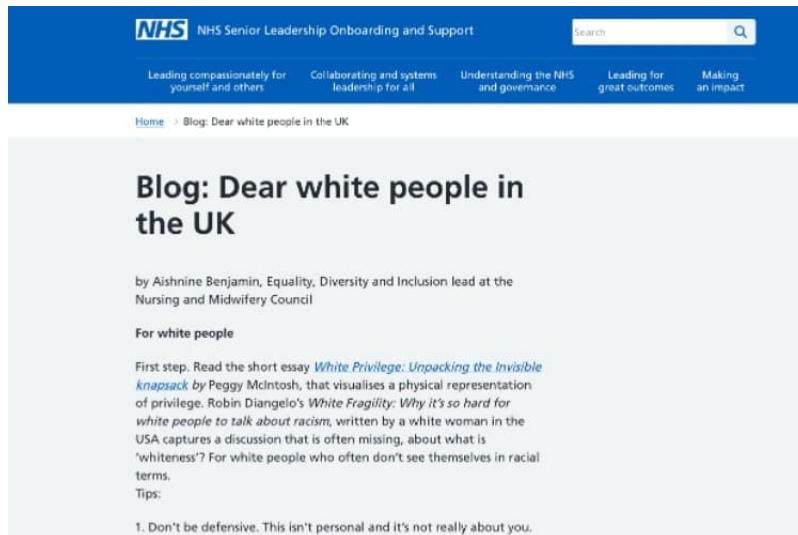 NHS NHS Senior Leadership Onboarding and Support
Search
Leading compassionately for
yourself and others
Collaborating and systems
leadership for all
Understanding the NHS
and governance
Leading for
great outcomes
Making
an impact
Home > Blog: Dear white people in the UK
Blog: Dear white people in
the UK
by Aishnine Benjamin, Equality, Diversity and Inclusion lead at the
Nursing and Midwifery Council
For white people
First step. Read the short essay White Privilege: Unpacking the Invisible
knapsack by Peggy McIntosh, that visualises a physical representation
of privilege. Robin Diangelo's White Fragility: Why it's so hard for
white people to talk about racism, written by a white woman in the
USA captures a discussion that is often missing, about what is
'whiteness'? For white people who often don't see themselves in racial
terms.
Tips:
1. Don't be defensive. This isn't personal and it's not really about you.